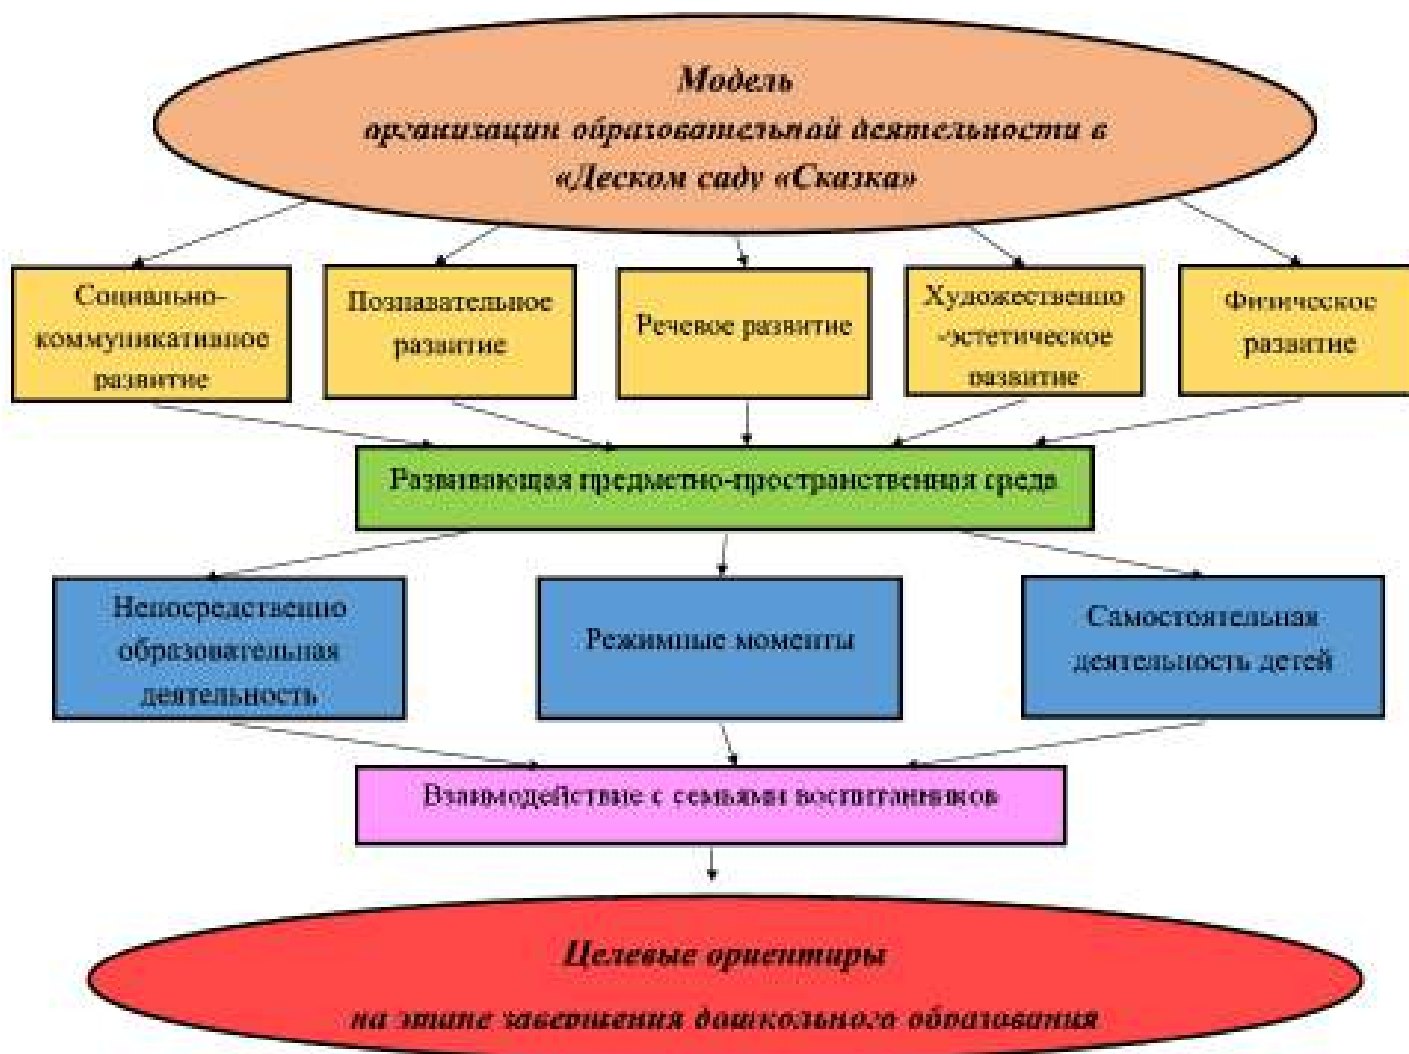 Модель
организации образовательной деятельности в
«Леском саду «Сказка»
Социально-
коммуникативное
развитие
Познавательное
развитие
Речевое развитие
Художественно
-эстетическое
развитие
Физическое
развитие
Развивающая предметно-пространственная среда
Непосредственно
образовательная
деятельность
Режимные моменты
Самостоятельная
деятельность детей
Взаимодействие с семьями воспитанников
Целевые ориентиры
на этапе завершения дошкольного образования